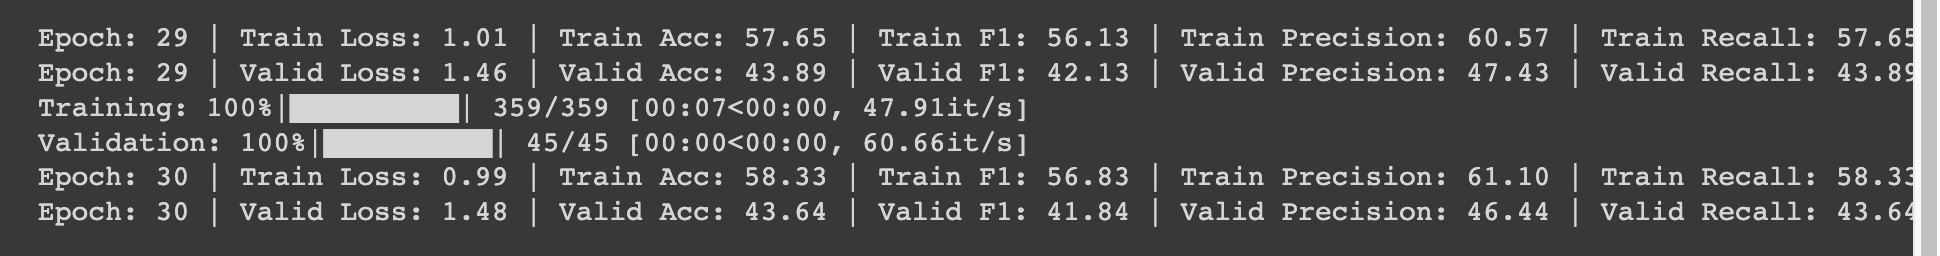 Epoch: 29 | Train Loss: 1.01 | Train Acc: 57.65 | Train F1: 56.13 | Train Precision: 60.57 | Train Recall: 57.65
Epoch: 29 | Valid Loss: 1.46 | Valid Acc: 43.89 | Valid F1: 42.13 | Valid Precision: 47.43 | Valid Recall: 43.89
Training: 100%|██████████| 359/359 [00:07<00:00, 47.91it/s]
Validation: 100%|██████████| 45/45 [00:00<00:00, 60.66it/s]
Epoch: 30 | Train Loss: 0.99 | Train Acc: 58.33 | Train F1: 56.83 | Train Precision: 61.10 | Train Recall: 58.33
Epoch: 30 | Valid Loss: 1.48 | Valid Acc: 43.64 | Valid F1: 41.84 | Valid Precision: 46.44 | Valid Recall: 43.64